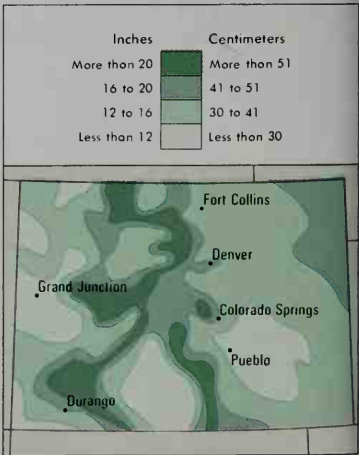 Inches Centimeters
More than 20 More than 51
16 to 20 41 to 51
12 to 16 30 to 41
Less than 12 Less than 30
Fort Collins
Denver
Grand Junction
Colorado Springs
Pueblo
Durango